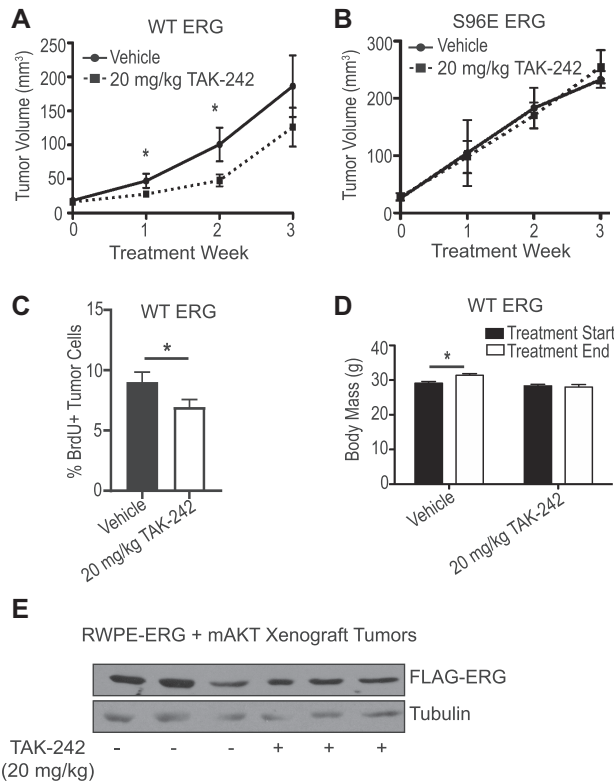 A
WT ERG
Vehicle
20 mg/kg TAK-242
Tumor Volume (mm³)
250
200
150
100
50
0
*
*
0 1 2 3
Treatment Week
B
S96E ERG
Vehicle
20 mg/kg TAK-242
Tumor Volume (mm³)
300
200
100
0
0 1 2 3
Treatment Week
C
WT ERG
% BrdU+ Tumor Cells
15
10
5
0
*
Vehicle
20 mg/kg TAK-242
D
WT ERG
Treatment Start
Treatment End
Body Mass (g)
40
30
20
10
0
*
Vehicle
20 mg/kg TAK-242
E
RWPE-ERG + mAKT Xenograft Tumors
FLAG-ERG
Tubulin
TAK-242 - - - + + +
(20 mg/kg)